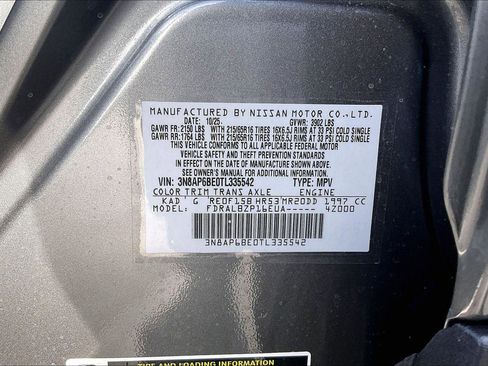 MANUFACTURED BY NISSAN MOTOR CO.,LTD.
DATE: 10/25 GVWR: 3902 LBS
GAWR FR: 2150 LBS WITH 215/65R16 TIRES 16X6.5J RIMS AT 33 PSI COLD SINGLE
GAWR RR: 1764 LBS WITH 215/65R16 TIRES 16X6.5J RIMS AT 33 PSI COLD SINGLE
THIS VEHICLE CONFORMS TO ALL APPLICABLE FEDERAL MOTOR
VEHICLE SAFETY AND THEFT PREVENTION STANDARDS
IN EFFECT ON THE DATE OF MANUFACTURE SHOWN ABOVE.
SEE OWNER'S MANUAL FOR ADDITIONAL INFORMATION.
VIN: 3N8AP6BE0TL335542 TYPE: MPV
COLOR TRIM TRANS AXLE ENGINE
KAD G RE0F15B HR53 MR20DD 1997 CC
MODEL: FDRALBZP16EUA----- 4Z000
3N8AP6BE0TL335542
TIRE AND LOADING INFORMATION